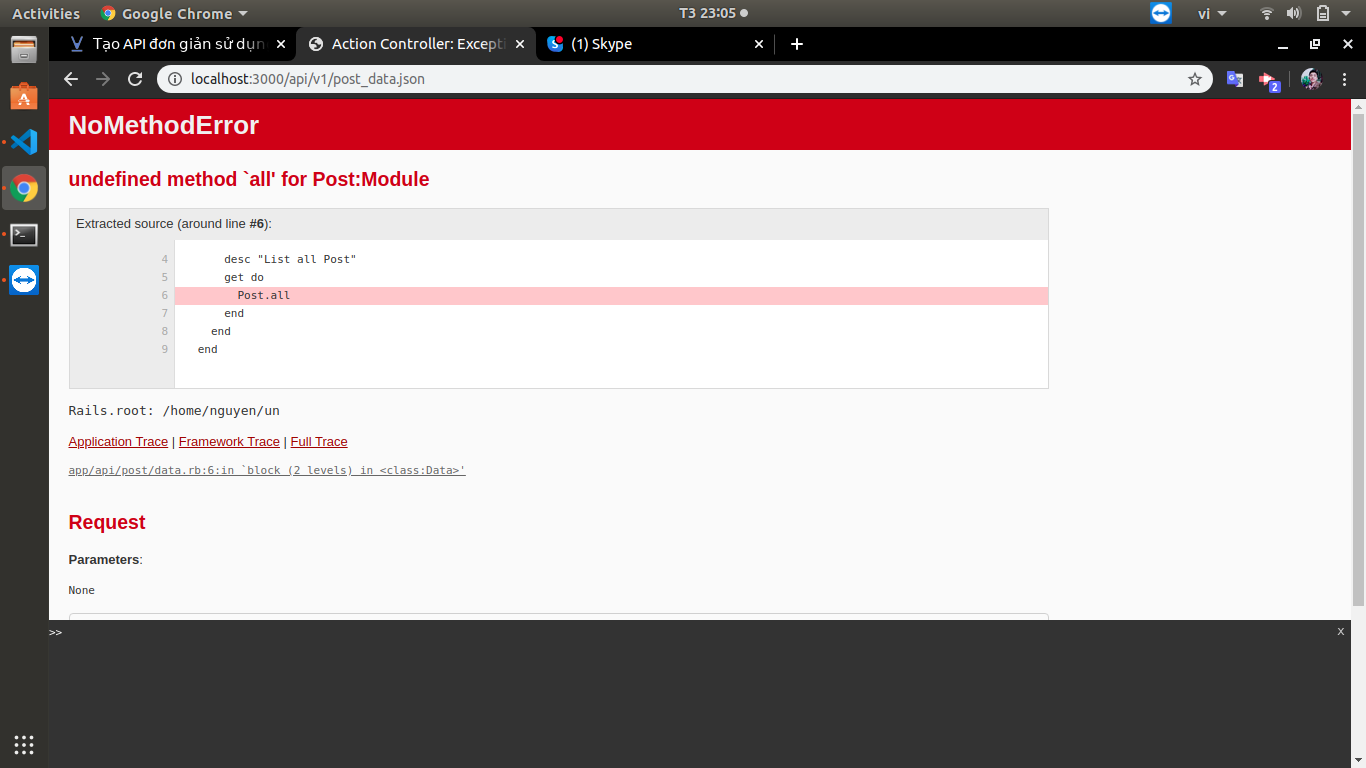 Activities Google Chrome T3 23:05 vi
Tạo API đơn giản sử dụn Action Controller: Excepti (1) Skype
localhost:3000/api/v1/post_data.json 2
NoMethodError
undefined method `all' for Post:Module
Extracted source (around line #6):
4 desc "List all Post"
5 get do
6 Post.all
7 end
8 end
9 end
Rails.root: /home/nguyen/un
Application Trace | Framework Trace | Full Trace
app/api/post/data.rb:6:in `block (2 levels) in <class:Data>'
Request
Parameters:
None
>> x